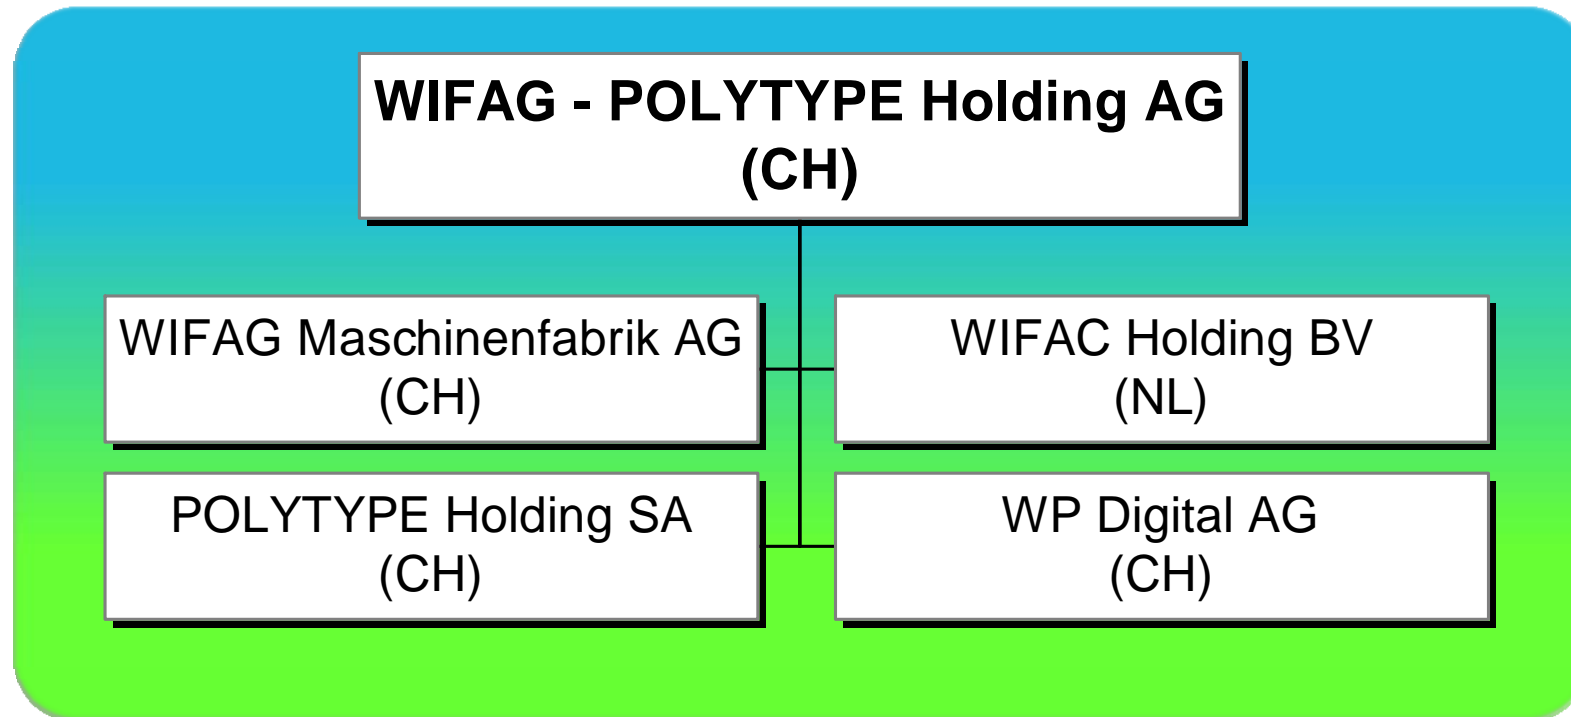 WIFAG - POLYTYPE Holding AG
(CH)
WIFAG Maschinenfabrik AG
(CH)
WIFAC Holding BV
(NL)
POLYTYPE Holding SA
(CH)
WP Digital AG
(CH)